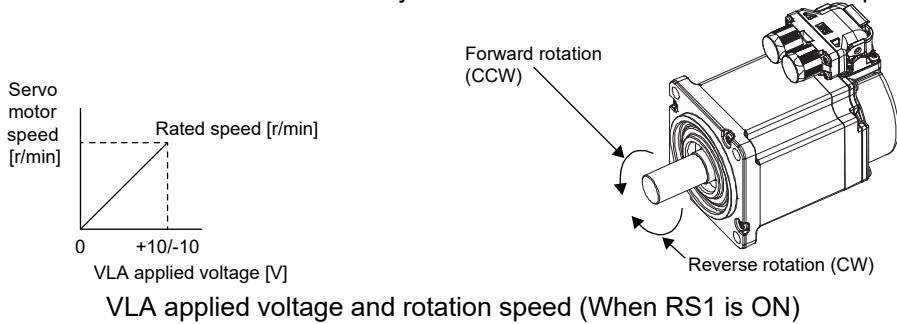 Forward rotation
(CCW)
Servo
motor
speed
[r/min]
Rated speed [r/min]
0
+10/-10
VLA applied voltage [V]
Reverse rotation (CW)
VLA applied voltage and rotation speed (When RS1 is ON)